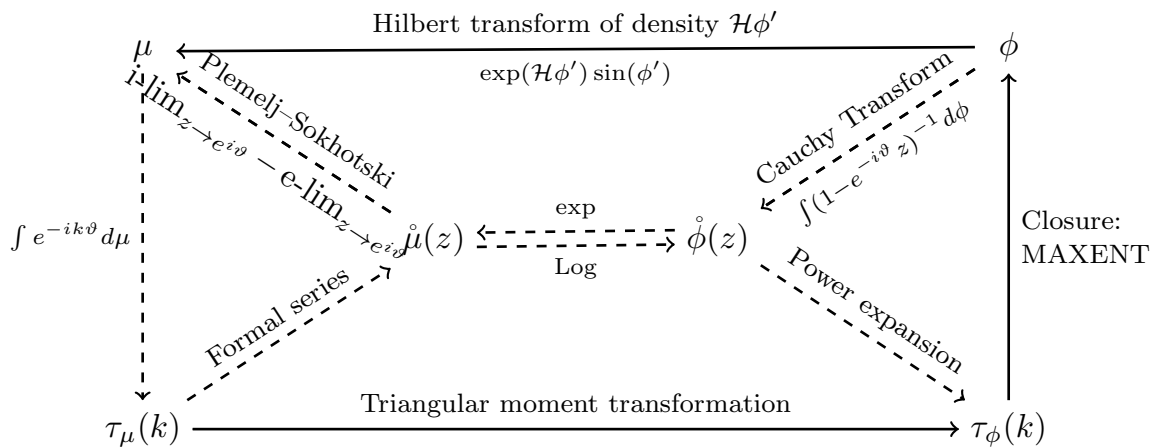 Hilbert transform of density ℋϕ′
μ
ϕ
exp(ℋϕ′) sin(ϕ′)
Plemelj–Sokhotski
i-lim_{z→e^{iϑ}} − e-lim_{z→e^{iϑ}}
Cauchy Transform
∫(1−e^{−iϑ} z)^{−1} dϕ
∫ e^{−ikϑ} dμ
μ̊(z)
exp
Log
ϕ̊(z)
Closure:
MAXENT
Formal series
Power expansion
Triangular moment transformation
τ_μ(k)
τ_ϕ(k)